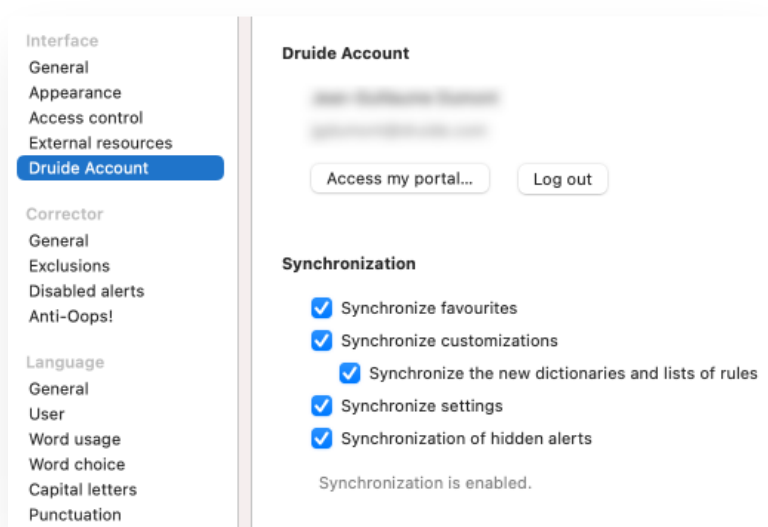 Interface
General
Appearance
Access control
External resources
Druide Account
Corrector
General
Exclusions
Disabled alerts
Anti-Oops!
Language
General
User
Word usage
Word choice
Capital letters
Punctuation
Druide Account
Access my portal...
Log out
Synchronization
Synchronize favourites
Synchronize customizations
Synchronize the new dictionaries and lists of rules
Synchronize settings
Synchronization of hidden alerts
Synchronization is enabled.